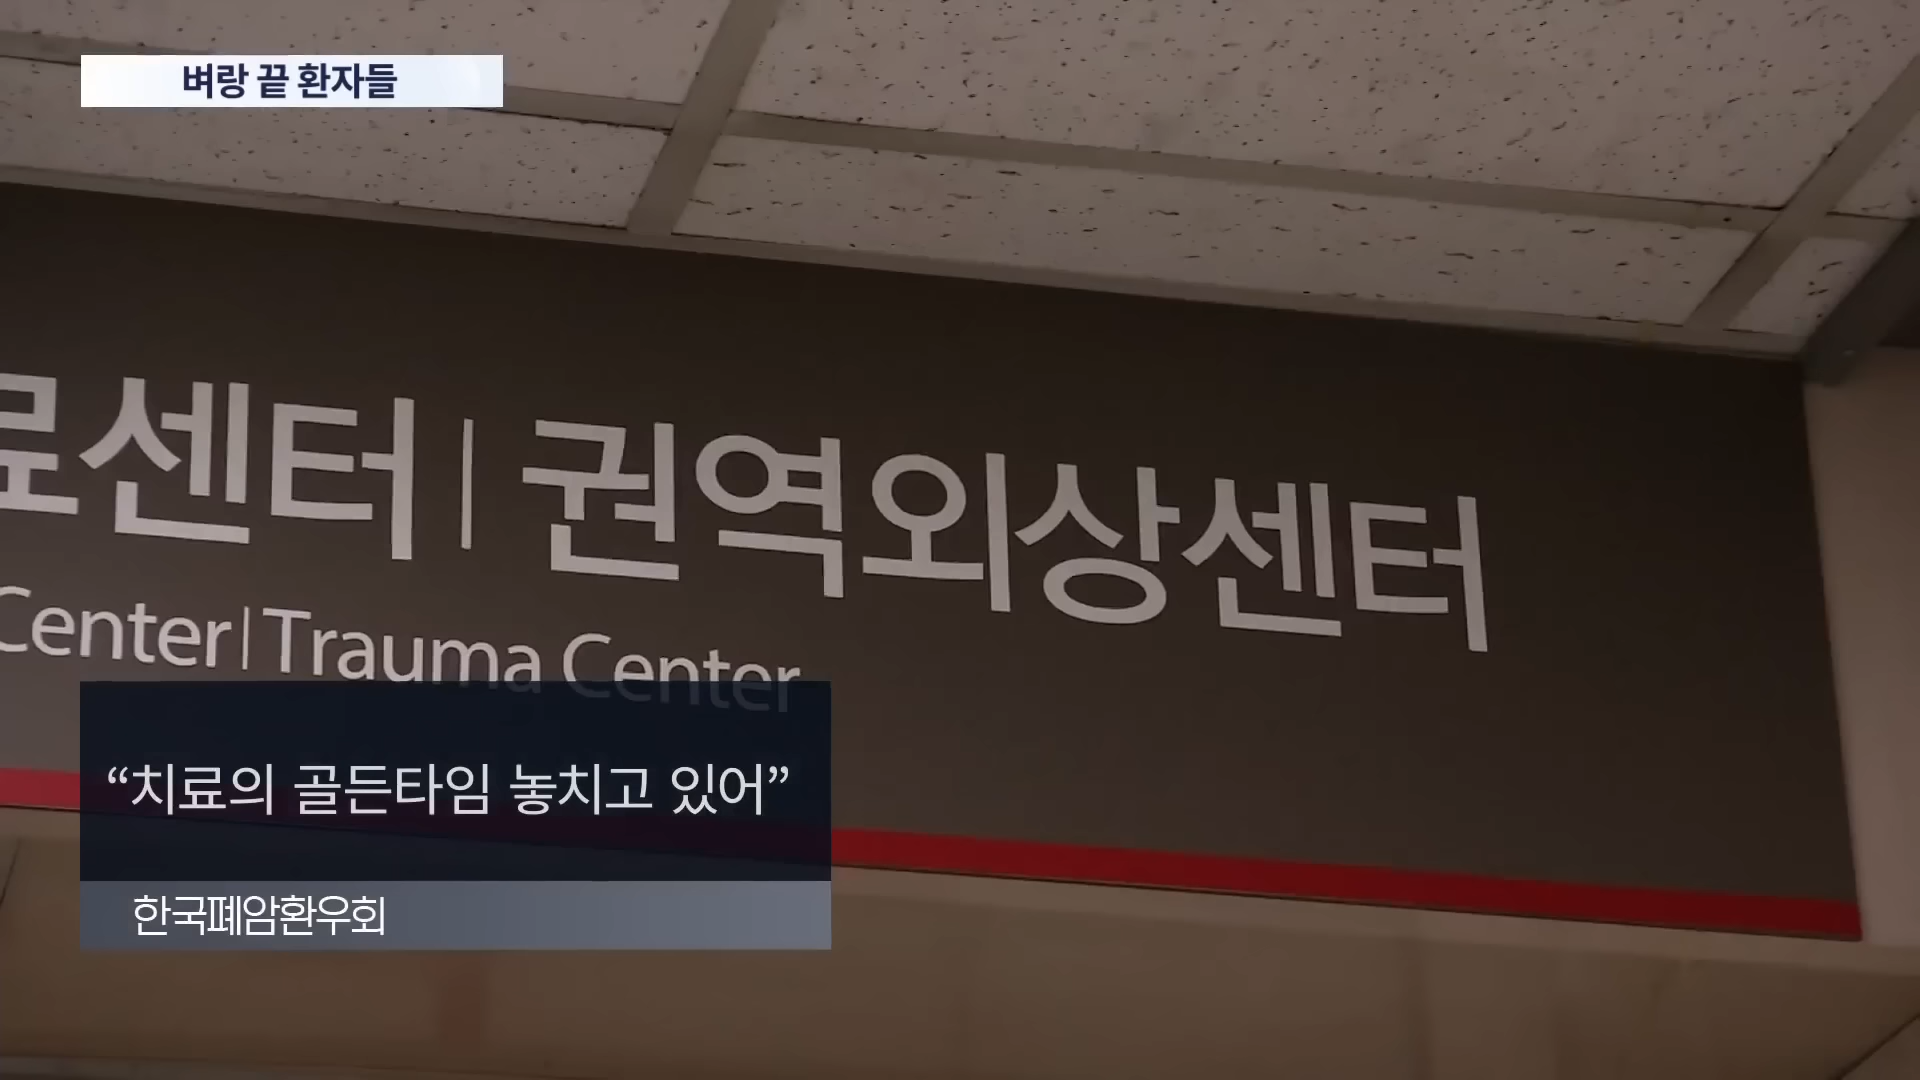 벼랑 끝 환자들
료센터 | 권역외상센터
Center | Trauma Center
“치료의 골든타임 놓치고 있어”
한국폐암환우회